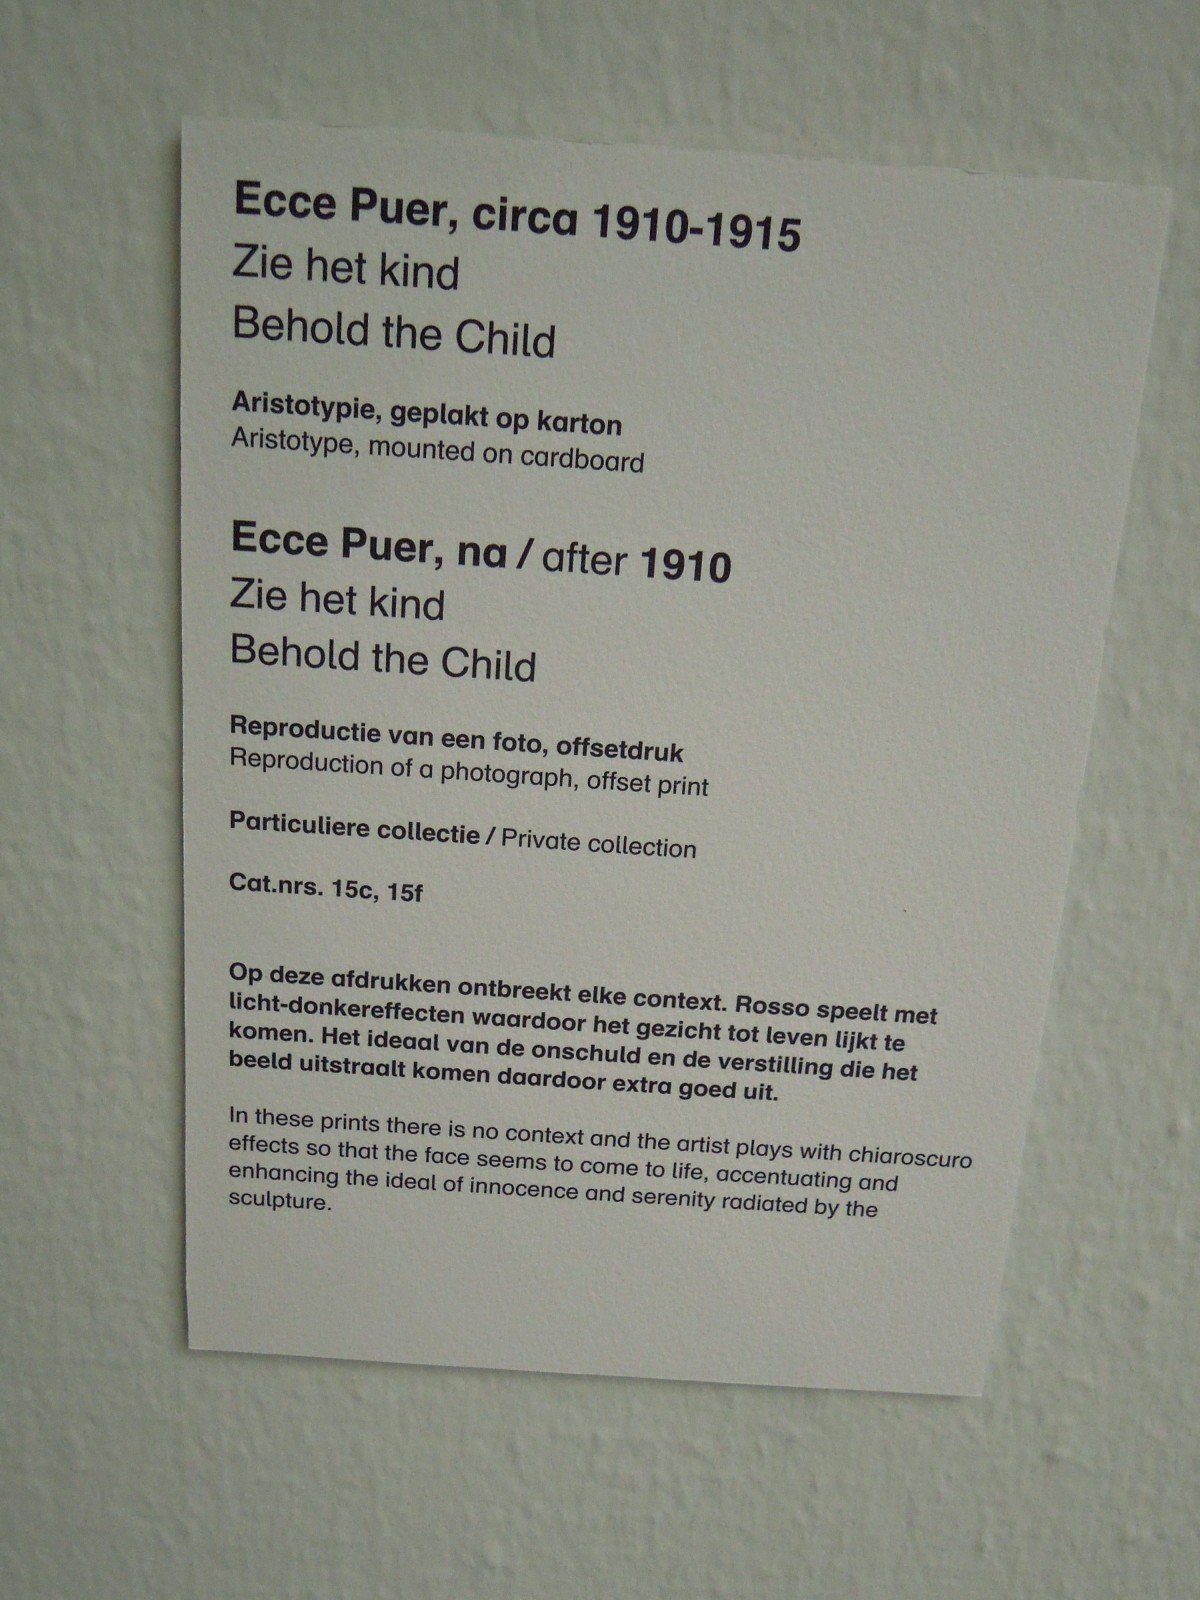 Ecce Puer, circa 1910-1915
Zie het kind
Behold the Child
Aristotypie, geplakt op karton
Aristotype, mounted on cardboard
Ecce Puer, na / after 1910
Zie het kind
Behold the Child
Reproductie van een foto, offsetdruk
Reproduction of a photograph, offset print
Particuliere collectie / Private collection
Cat.nrs. 15c, 15f
Op deze afdrukken ontbreekt elke context. Rosso speelt met
licht-donkereffecten waardoor het gezicht tot leven lijkt te
komen. Het ideaal van de onschuld en de verstilling die het
beeld uitstraalt komen daardoor extra goed uit.
In these prints there is no context and the artist plays with chiaroscuro
effects so that the face seems to come to life, accentuating and
enhancing the ideal of innocence and serenity radiated by the
sculpture.